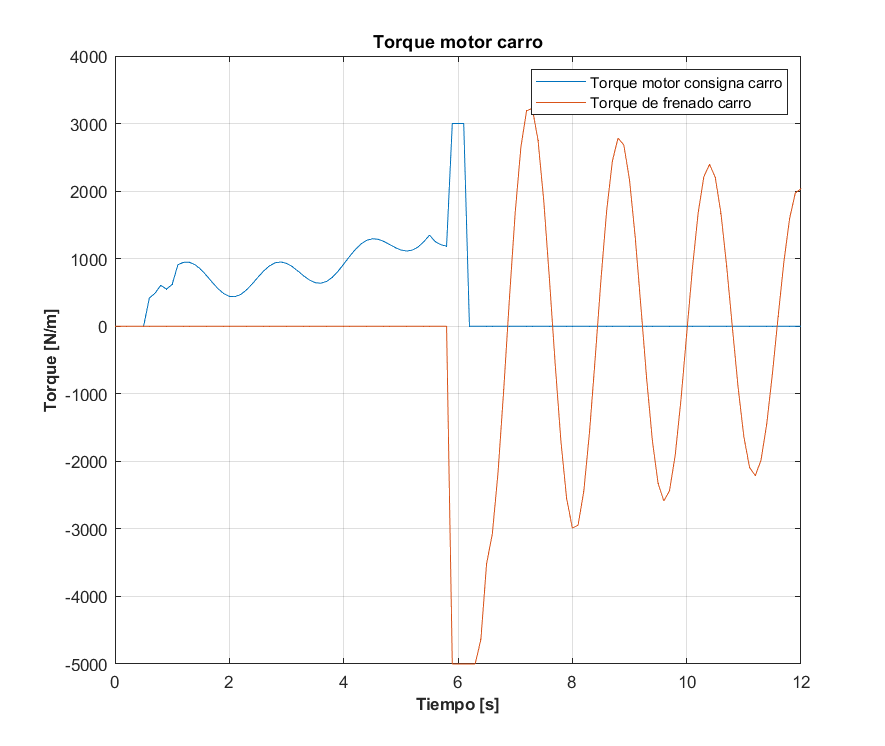 Torque motor carro
Torque motor consigna carro
Torque de frenado carro
4000
3000
2000
1000
0
-1000
-2000
-3000
-4000
-5000
Torque [N/m]
0 2 4 6 8 10 12
Tiempo [s]